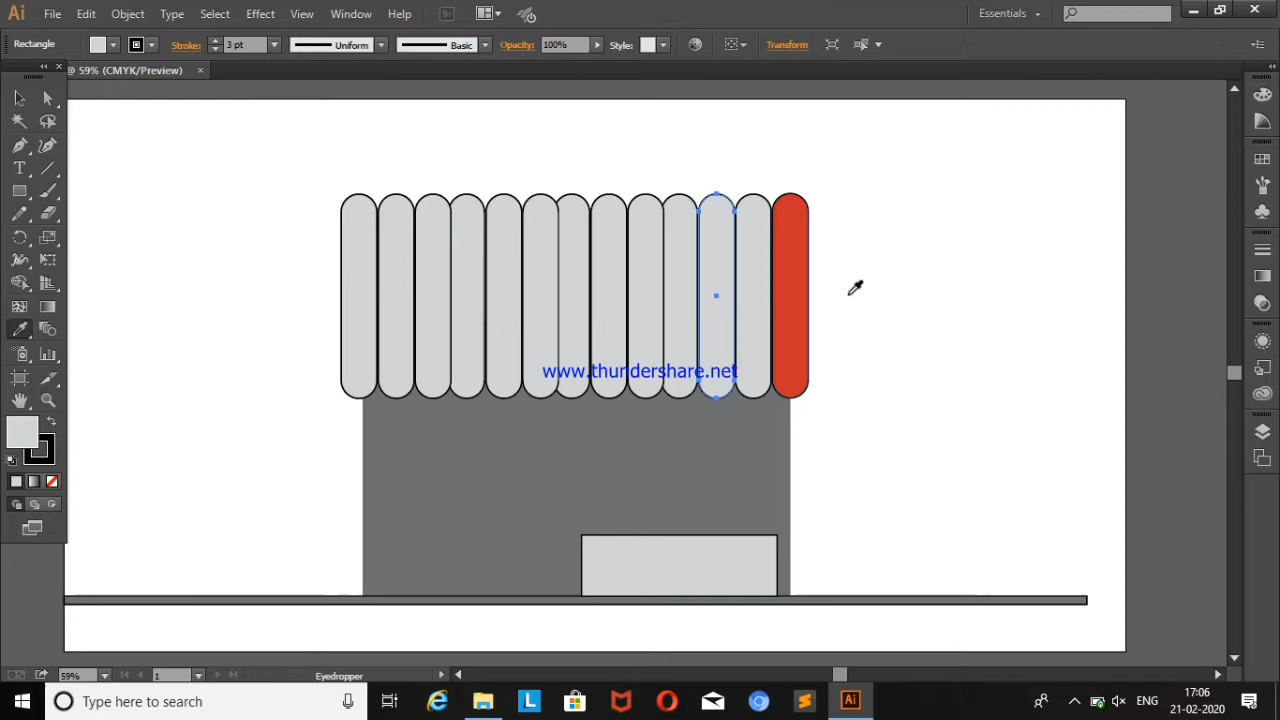 Ai File Edit Object Type Select Effect View Window Help Br Essentials
Rectangle Stroke: 3 pt Uniform Basic Opacity: 100% Style: Transform
@ 59% (CMYK/Preview) ×
T
www.thundershare.net
59% 1 Eyedropper
Type here to search L Ai ENG 17:06
21-02-2020